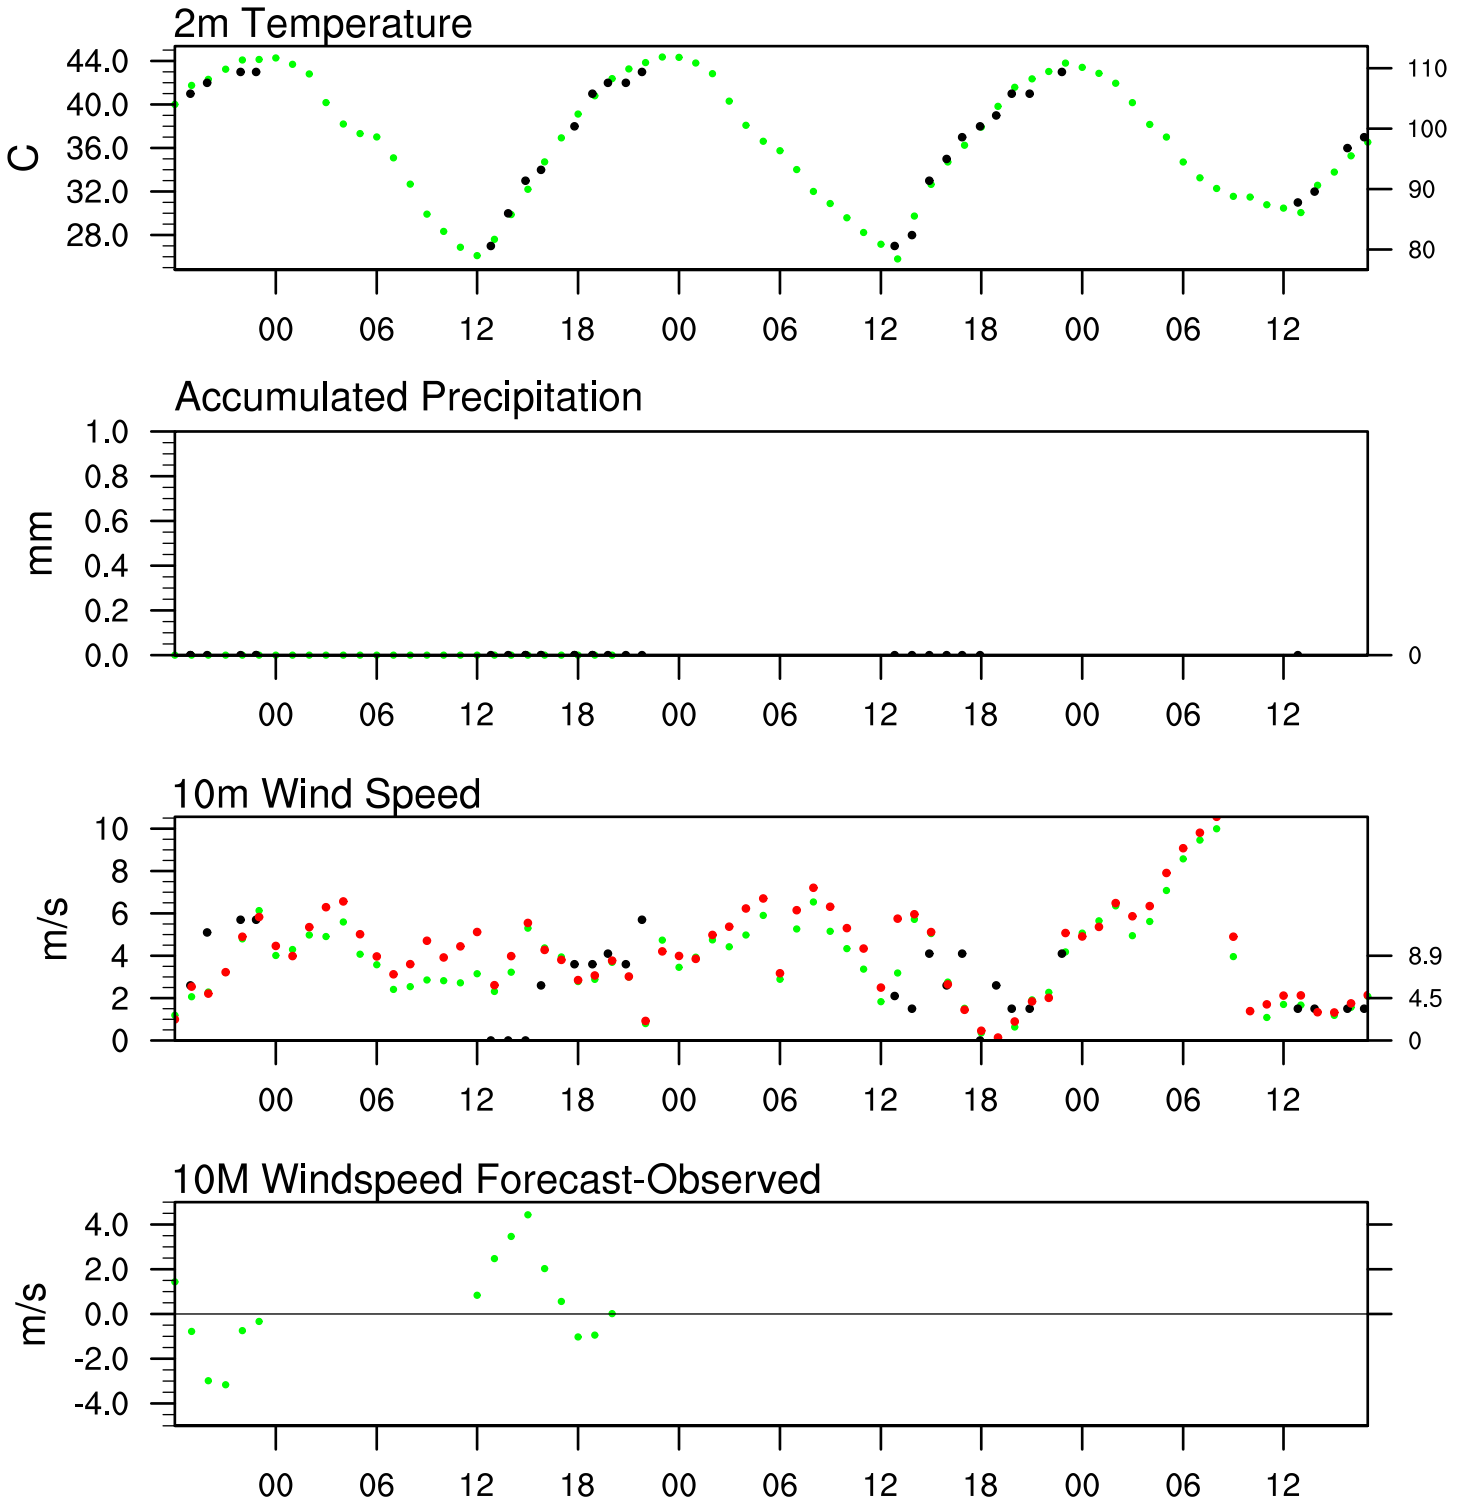 2m Temperature
44.0
40.0
36.0
32.0
28.0
C
110
100
90
80
00 06 12 18 00 06 12 18 00 06 12
Accumulated Precipitation
1.0
0.8
0.6
0.4
0.2
0.0
mm
0
00 06 12 18 00 06 12 18 00 06 12
10m Wind Speed
10
8
6
4
2
0
m/s
8.9
4.5
0
00 06 12 18 00 06 12 18 00 06 12
10M Windspeed Forecast-Observed
4.0
2.0
0.0
-2.0
-4.0
m/s
00 06 12 18 00 06 12 18 00 06 12